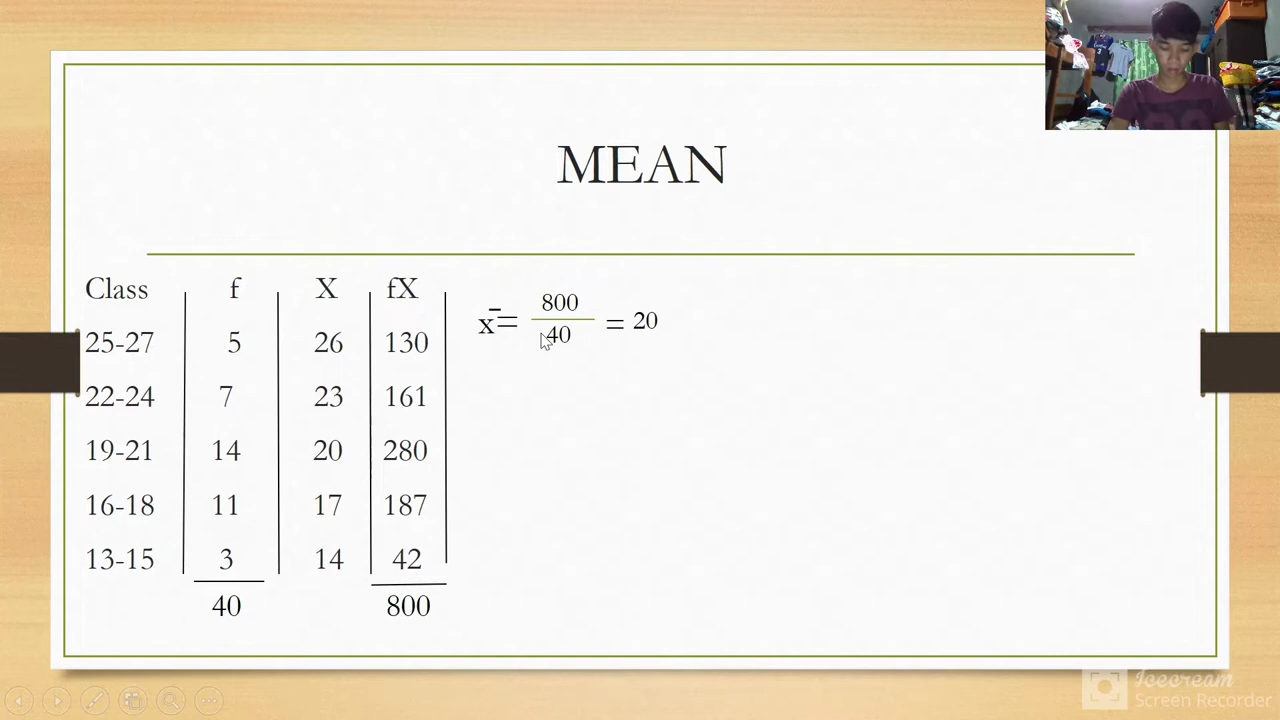 MEAN
Class f X fX
25-27 5 26 130
22-24 7 23 161
19-21 14 20 280
16-18 11 17 187
13-15 3 14 42
40 800
x̄ = 800/40 = 20
Icecream
Screen Recorder